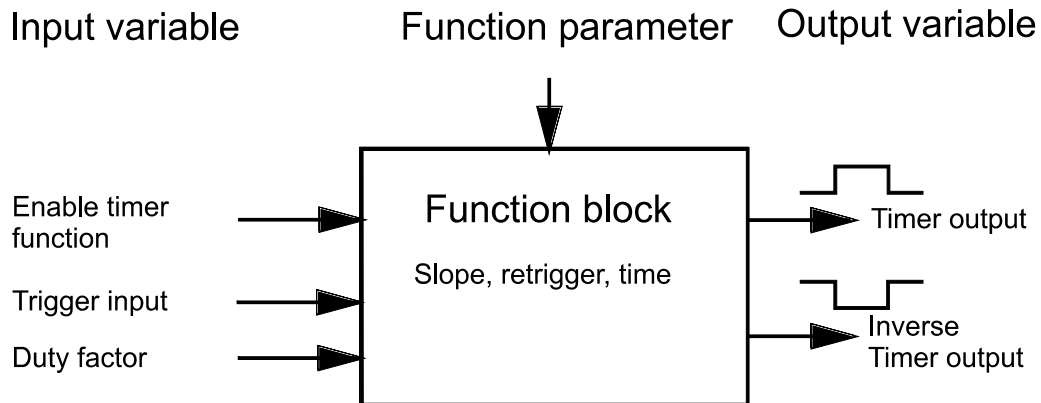 Input variable
Function parameter
Output variable
Enable timer
function
Trigger input
Duty factor
Function block
Slope, retrigger, time
Timer output
Inverse
Timer output